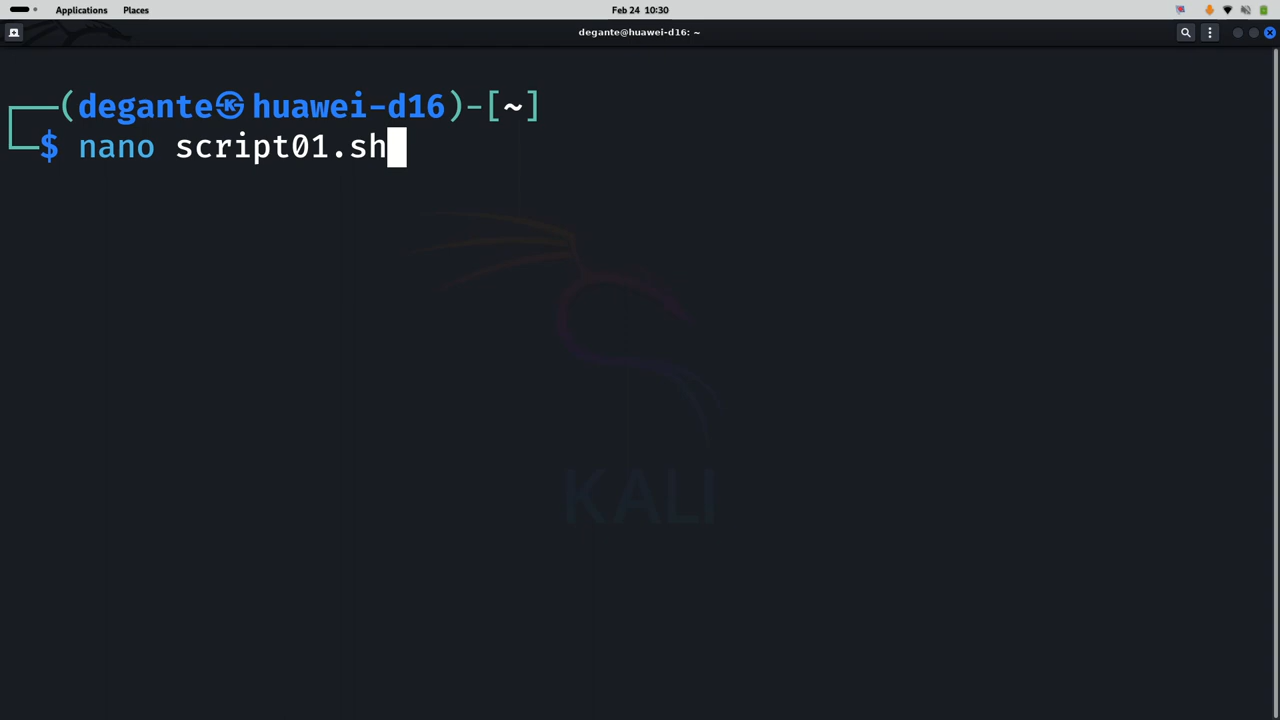 Applications Places Feb 24 10:30
degante@huawei-d16: ~
┌──(degante㉿huawei-d16)-[~]
└─$ nano script01.sh
KALI